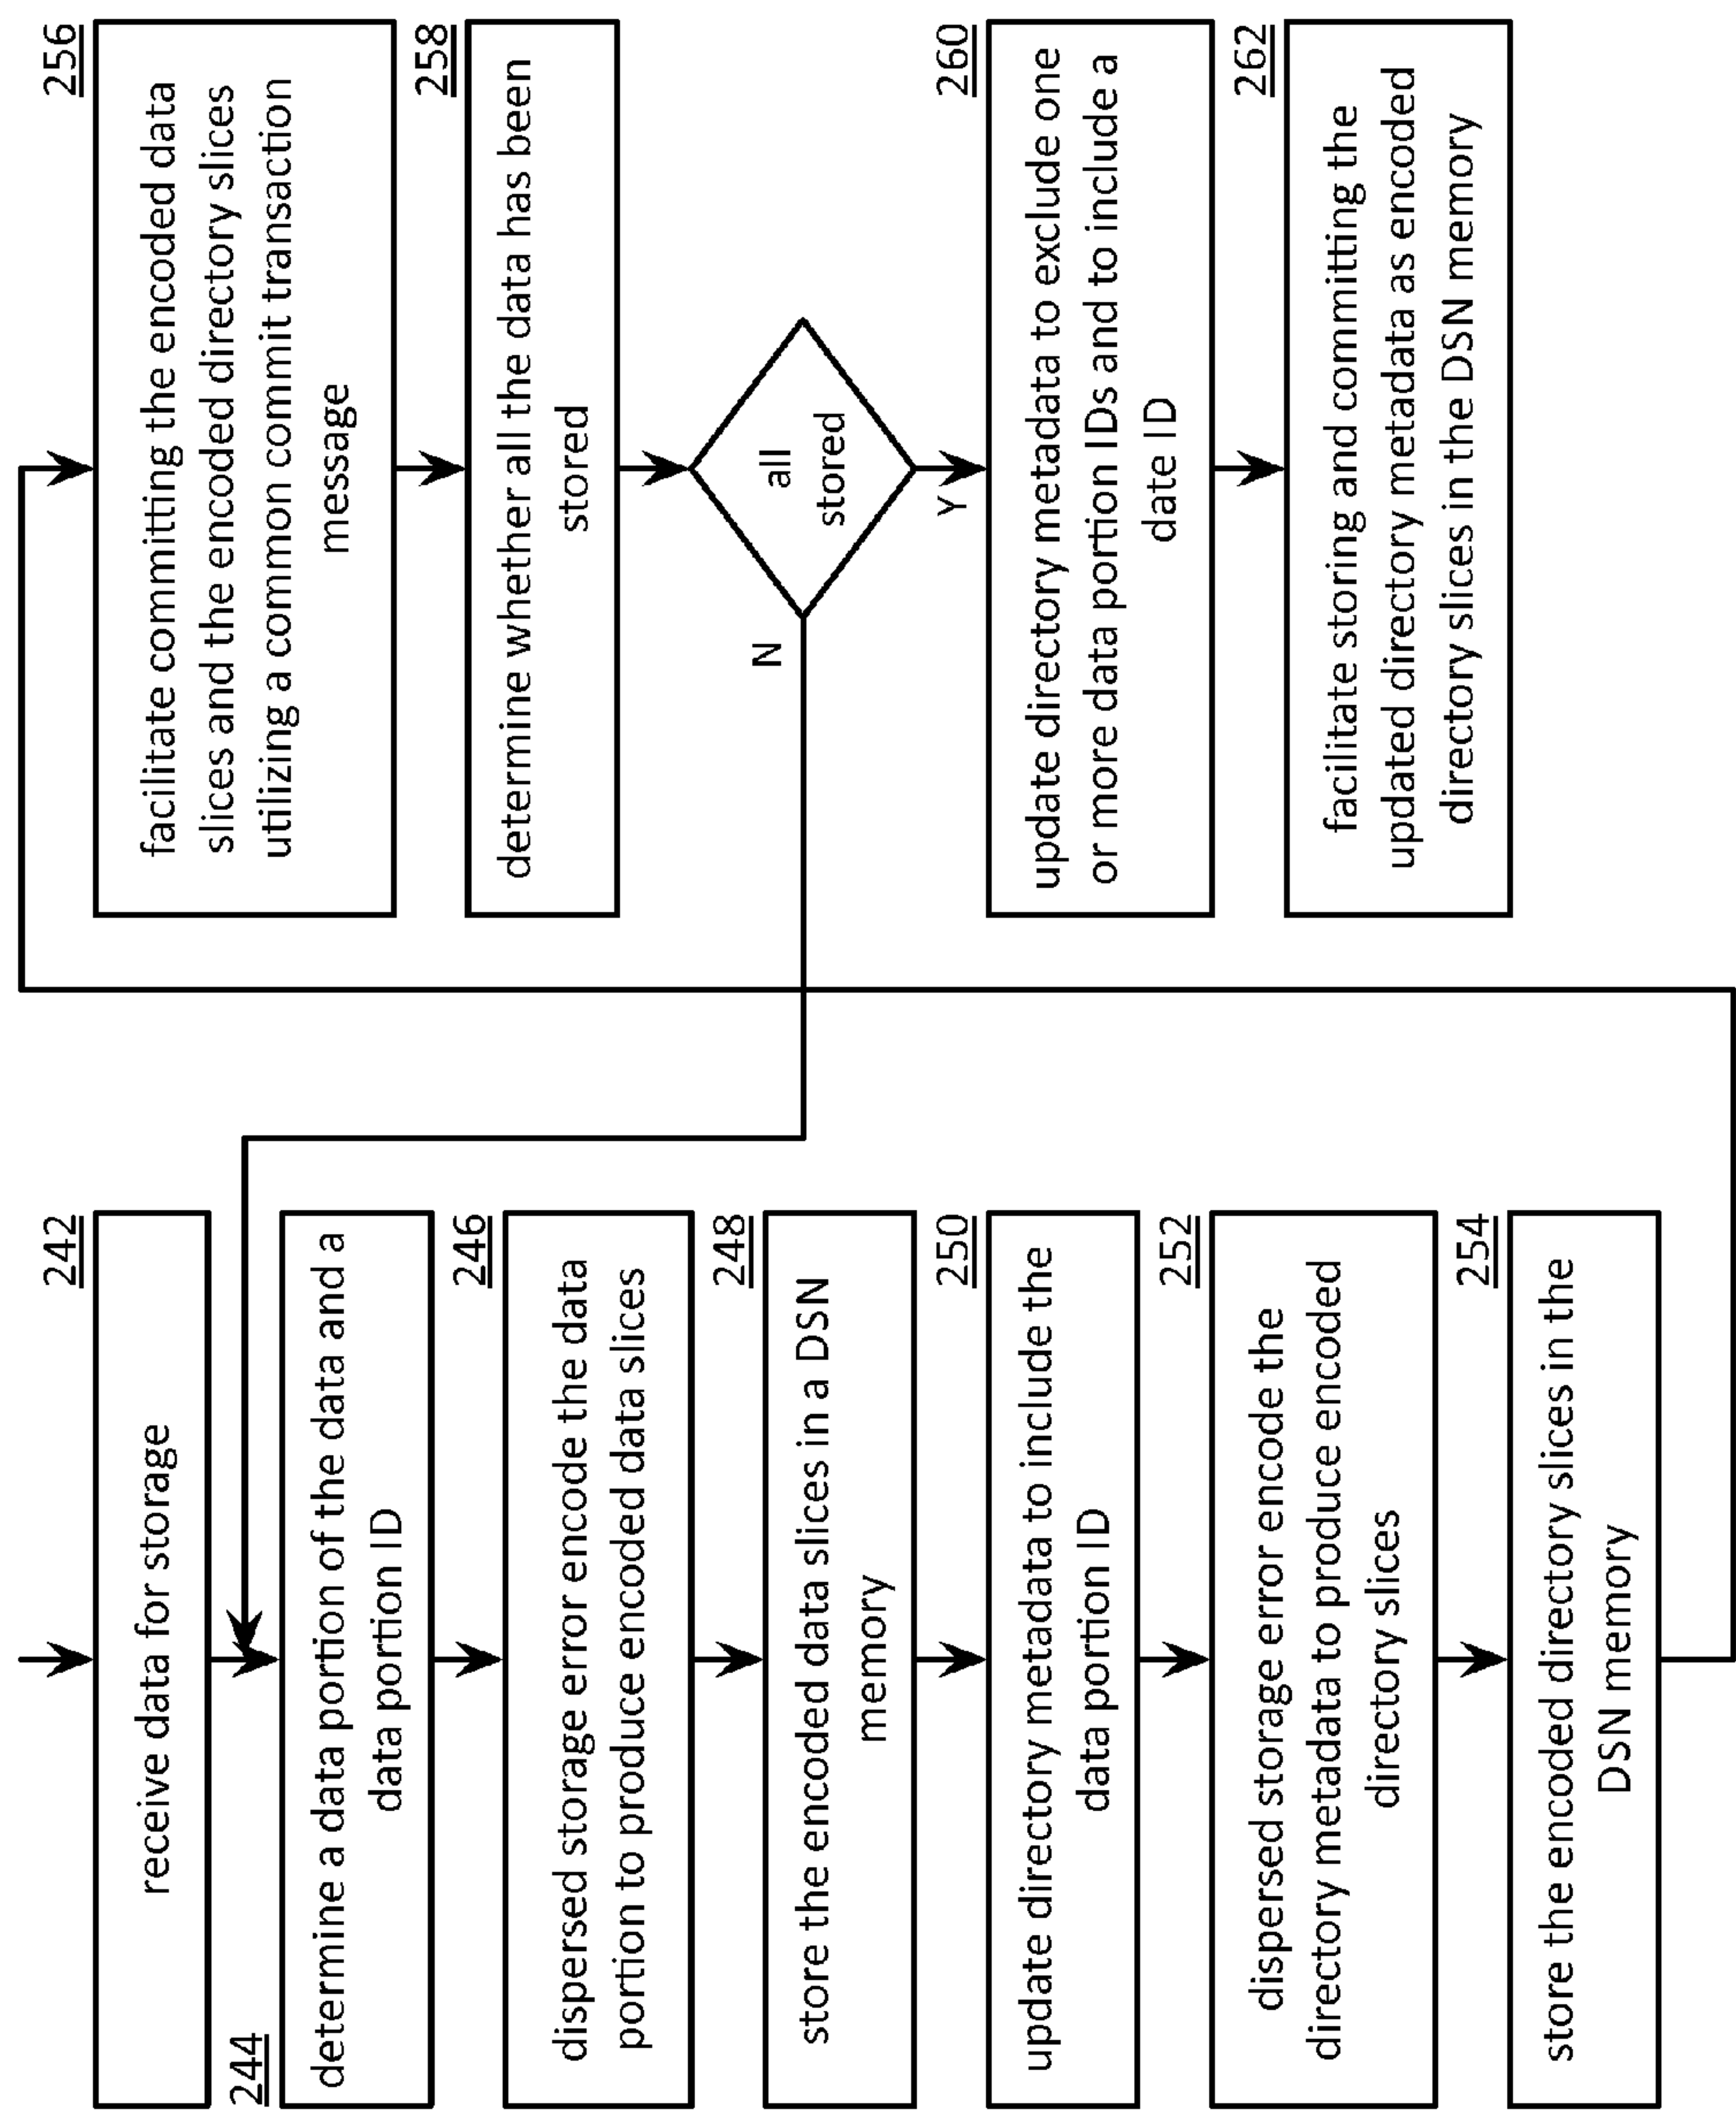 242
receive data for storage
244
determine a data portion of the data and a
data portion ID
246
dispersed storage error encode the data
portion to produce encoded data slices
248
store the encoded data slices in a DSN
memory
250
update directory metadata to include the
data portion ID
252
dispersed storage error encode the
directory metadata to produce encoded
directory slices
254
store the encoded directory slices in the
DSN memory
256
facilitate committing the encoded data
slices and the encoded directory slices
utilizing a common commit transaction
message
258
determine whether all the data has been
stored
all
stored
N
Y
260
update directory metadata to exclude one
or more data portion IDs and to include a
date ID
262
facilitate storing and committing the
updated directory metadata as encoded
directory slices in the DSN memory